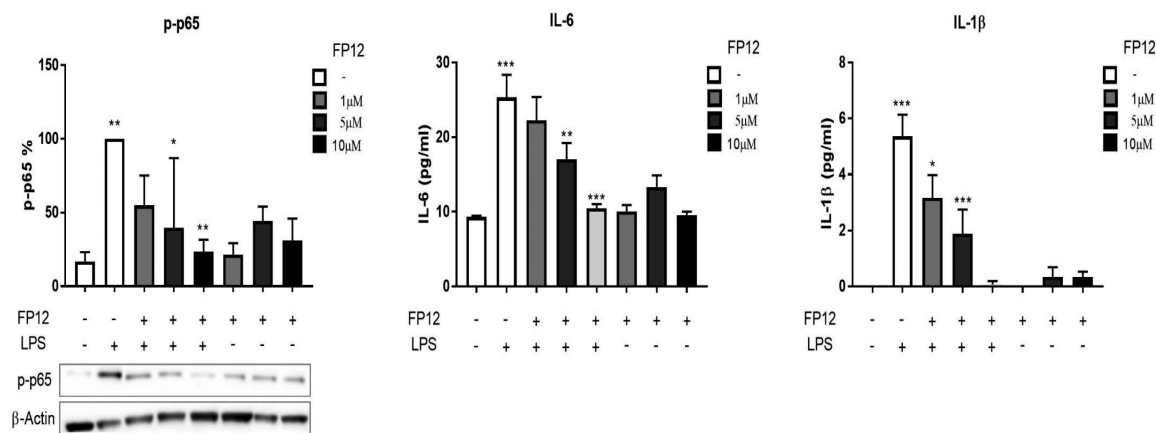 p-p65
FP12
-
1μM
5μM
10μM
p-p65 %
150
100
50
0
**
*
**
FP12 - - + + + + + +
LPS - + + + + - - -
p-p65
β-Actin
IL-6
FP12
-
1μM
5μM
10μM
IL-6 (pg/ml)
30
20
10
0
***
**
***
FP12 - - + + + + + +
LPS - + + + + - - -
IL-1β
FP12
-
1μM
5μM
10μM
IL-1β (pg/ml)
8
6
4
2
0
***
*
***
FP12 - - + + + + + +
LPS - + + + + - - -